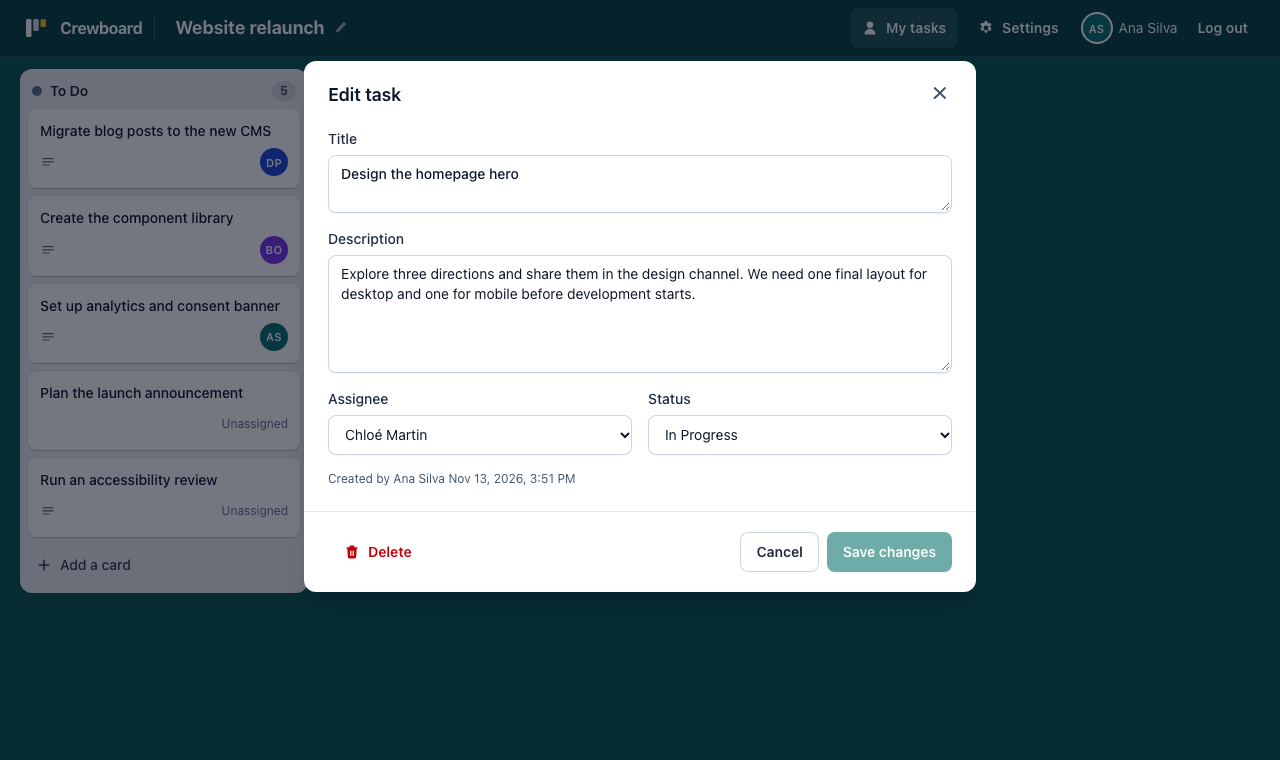 Crewboard
Website relaunch
My tasks
Settings
AS
Ana Silva
Log out
To Do
5
Migrate blog posts to the new CMS
DP
Create the component library
BO
Set up analytics and consent banner
AS
Plan the launch announcement
Unassigned
Run an accessibility review
Unassigned
Add a card
Edit task
Title
Design the homepage hero
Description
Explore three directions and share them in the design channel. We need one final layout for
desktop and one for mobile before development starts.
Assignee
Status
Chloé Martin
In Progress
Created by Ana Silva Nov 13, 2026, 3:51 PM
Delete
Cancel
Save changes